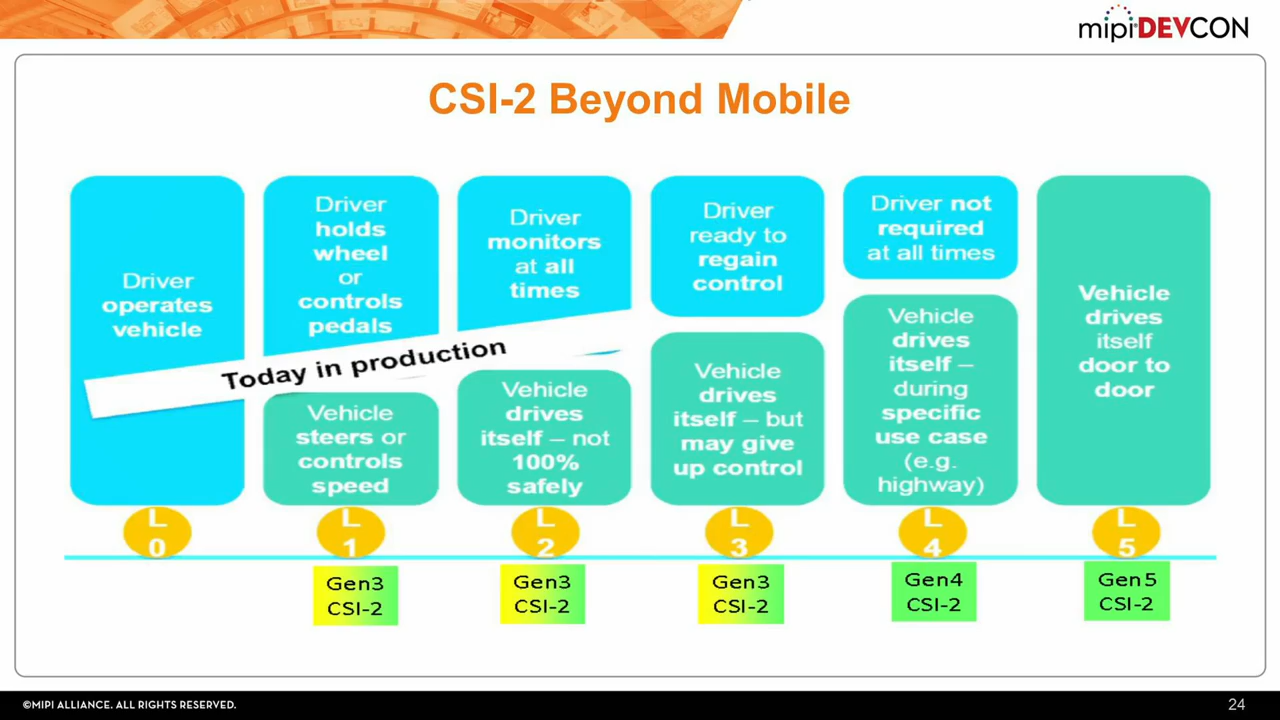 mipi DEVCON
CSI-2 Beyond Mobile
Driver
operates
vehicle
Driver
holds
wheel
or
controls
pedals
Driver
monitors
at all
times
Driver
ready to
regain
control
Driver not
required
at all times
Vehicle
drives
itself
door to
door
Today in production
Vehicle
steers or
controls
speed
Vehicle
drives
itself – not
100%
safely
Vehicle
drives
itself – but
may give
up control
Vehicle
drives
itself –
during
specific
use case
(e.g.
highway)
L
0
L
1
L
2
L
3
L
4
L
5
Gen3
CSI-2
Gen3
CSI-2
Gen3
CSI-2
Gen4
CSI-2
Gen5
CSI-2
©MIPI ALLIANCE. ALL RIGHTS RESERVED.
24